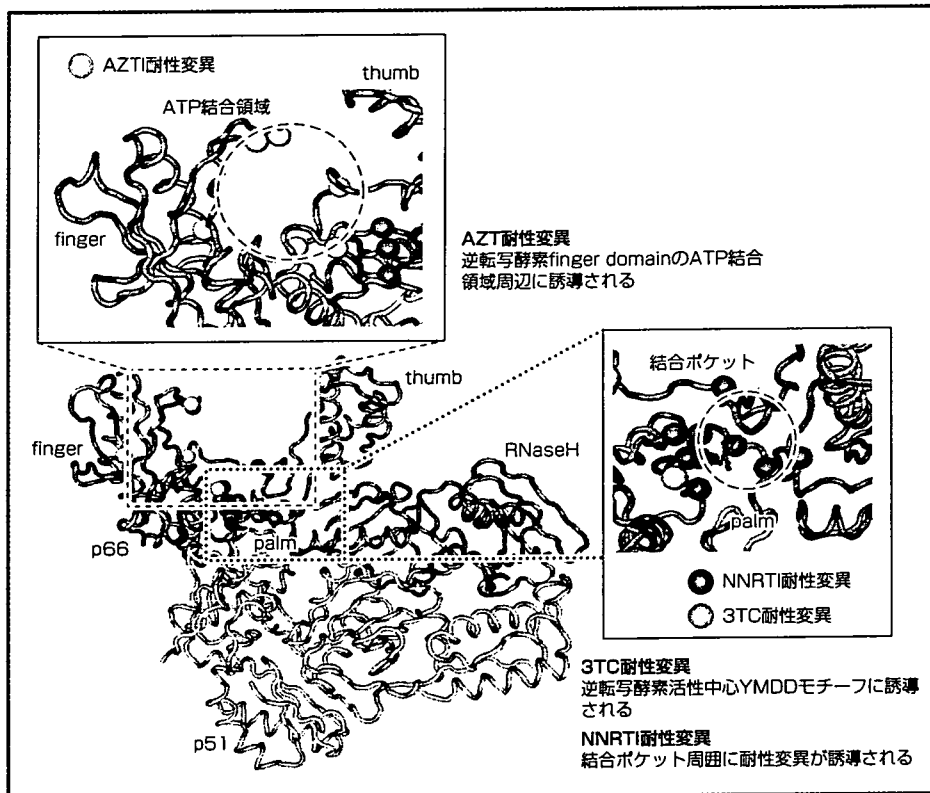 AZTI耐性変異
thumb
ATP結合領域
finger
AZT耐性変異
逆転写酵素finger domainのATP結合
領域周辺に誘導される
結合ポケット
palm
NNRTI耐性変異
3TC耐性変異
thumb
finger
RNaseH
p66
palm
p51
3TC耐性変異
逆転写酵素活性中心YMDDモチーフに誘導
される
NNRTI耐性変異
結合ポケット周囲に耐性変異が誘導される